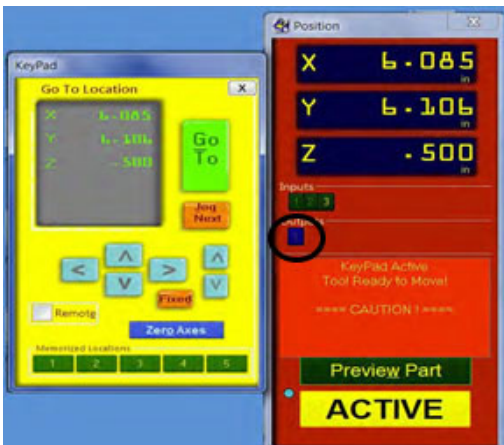 KeyPad
Go To Location
X
X 6.085
Y 6.106
Z -.500
Go
To
Jog
Next
Fixed
Remote
Zero Axes
Memorized Locations
1 2 3 4 5
Position
X 6.085
in
Y 6.106
in
Z -.500
in
Inputs
1 2 3
Outputs
KeyPad Active
Tool Ready to Move!
==== CAUTION ! ====
Preview Part
ACTIVE